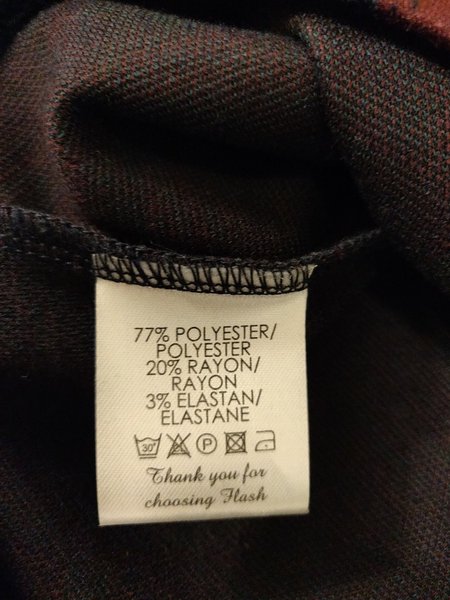 77% POLYESTER/
POLYESTER
20% RAYON/
RAYON
3% ELASTAN/
ELASTANE
30° P
Thank you for
choosing Flash